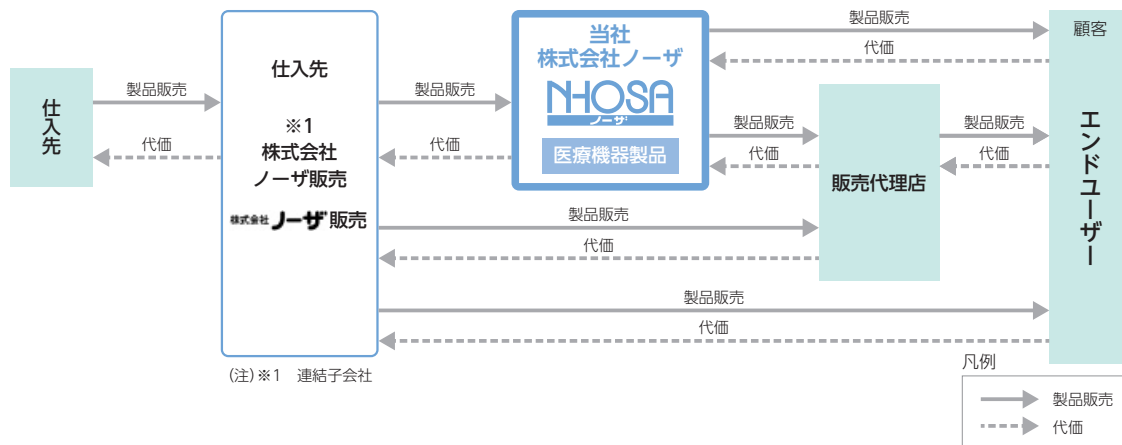 仕入先
製品販売
代価
仕入先
※1
株式会社
ノーザ販売
株式会社 ノーザ 販売
製品販売
代価
当社
株式会社ノーザ
NHOSA
ノーザ
医療機器製品
製品販売
代価
製品販売
代価
販売代理店
製品販売
代価
製品販売
代価
製品販売
代価
顧客
エンドユーザー
(注)※1 連結子会社
凡例
製品販売
代価